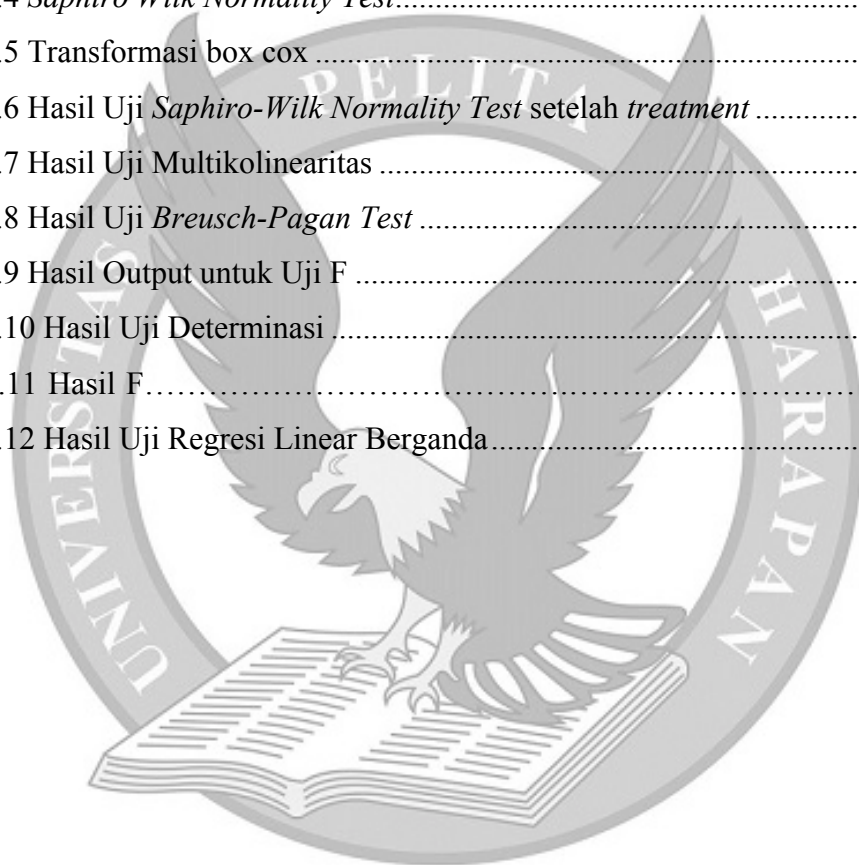 .4 Saphiro Wilk Normality Test
.5 Transformasi box cox
.6 Hasil Uji Saphiro-Wilk Normality Test setelah treatment
.7 Hasil Uji Multikolinearitas
.8 Hasil Uji Breusch-Pagan Test
.9 Hasil Output untuk Uji F
.10 Hasil Uji Determinasi
.11 Hasil F
.12 Hasil Uji Regresi Linear Berganda
UNIVERSITAS PELITA HARAPAN